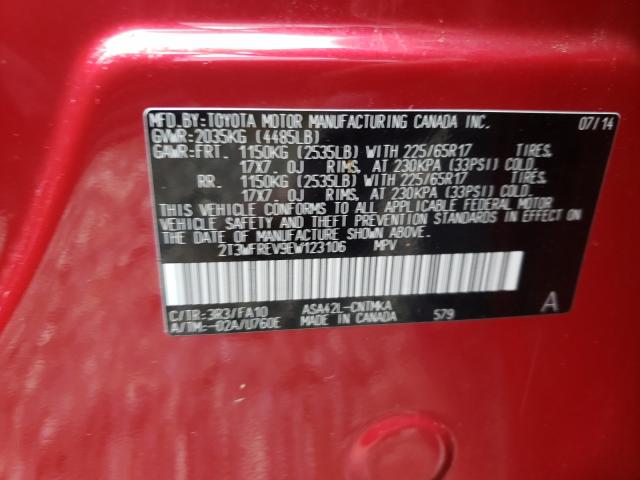 MFD.BY:TOYOTA MOTOR MANUFACTURING CANADA INC. 07/14
GVWR:2035KG (4485LB)
GAWR:FRT. 1150KG (2535LB) WITH 225/65R17 TIRES,
17X7.0J RIMS, AT 230KPA (33PSI) COLD.
RR. 1150KG (2535LB) WITH 225/65R17 TIRES,
17X7.0J RIMS, AT 230KPA (33PSI) COLD.
THIS VEHICLE CONFORMS TO ALL APPLICABLE FEDERAL MOTOR
VEHICLE SAFETY AND THEFT PREVENTION STANDARDS IN EFFECT ON
THE DATE OF MANUFACTURE SHOWN ABOVE.
2T3WFREV9EW123106 MPV
C/TR:3R3/FA10 ASA42L-CNTMKA A
A/TM:-02A/U760E MADE IN CANADA 579